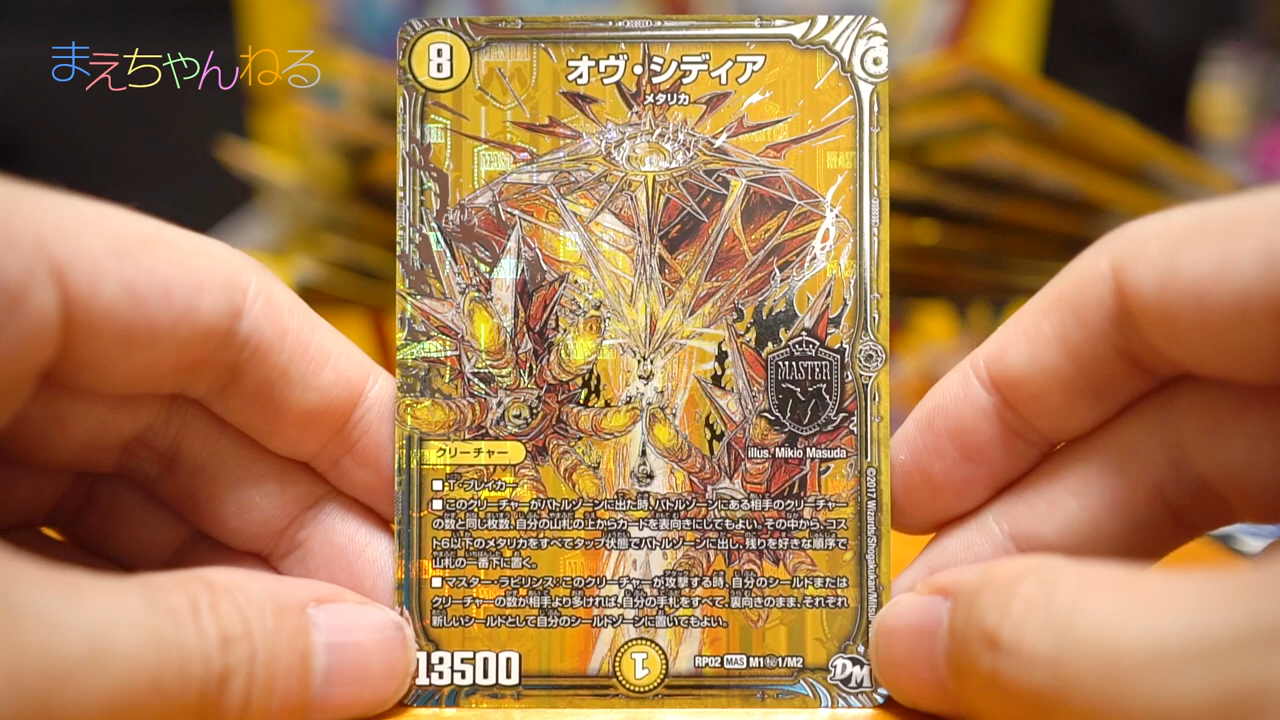 まえちゃんねる
8
オヴ・シディア
メタリカ
MASTER
クリーチャー
illus. Mikio Masuda
■T・ブレイカー
■このクリーチャーがバトルゾーンに出た時、バトルゾーンにある相手のクリーチャー
の数と同じ枚数、自分の山札の上からカードを表向きにしてもよい。その中から、コス
ト6以下のメタリカをすべてタップ状態でバトルゾーンに出し、残りを好きな順序で
山札の一番下に置く。
■マスター・ラビリンス:このクリーチャーが攻撃する時、自分のシールドまたは
クリーチャーの数が相手より多ければ、自分の手札をすべて、裏向きのまま、それぞれ
新しいシールドとして自分のシールドゾーンに置いてもよい。
13500
1
RP02 MAS M1㊙1/M2
DM
©2017 Wizards/Shogakukan/Mitsui